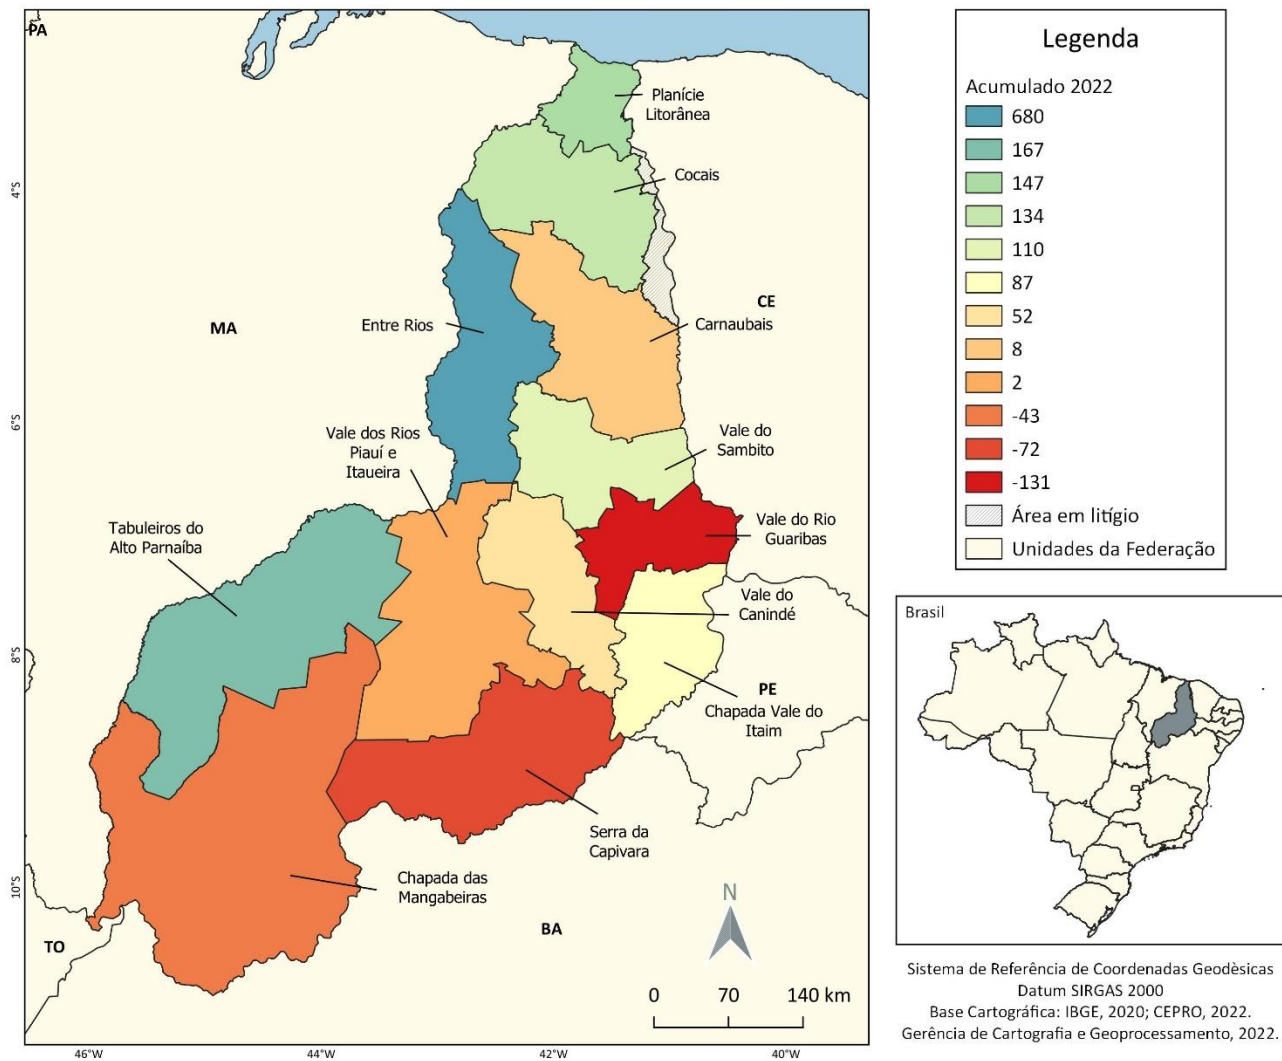 PA
Planície
Litorânea
Cocais
CE
MA
Entre Rios
Carnaubais
Vale dos Rios
Piauí e
Itaueira
Vale do
Sambito
Tabuleiros do
Alto Parnaíba
Vale do Rio
Guaribas
Vale do
Canindé
PE
Chapada Vale do
Itaim
Serra da
Capivara
Chapada das
Mangabeiras
BA
TO
N
0 70 140 km
4°S
6°S
8°S
10°S
46°W 44°W 42°W 40°W
Legenda
Acumulado 2022
680
167
147
134
110
87
52
8
2
-43
-72
-131
Área em litígio
Unidades da Federação
Brasil
Sistema de Referência de Coordenadas Geodèsicas
Datum SIRGAS 2000
Base Cartográfica: IBGE, 2020; CEPRO, 2022.
Gerência de Cartografia e Geoprocessamento, 2022.